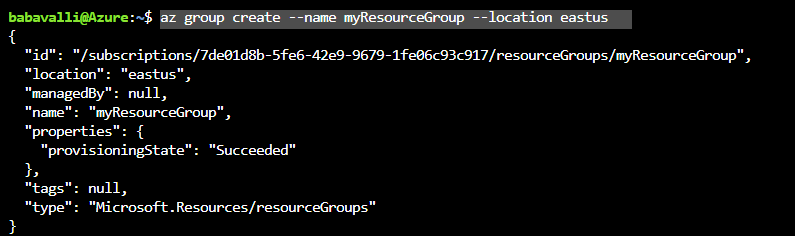 babavalli@Azure:~$ az group create --name myResourceGroup --location eastus
{
  "id": "/subscriptions/7de01d8b-5fe6-42e9-9679-1fe06c93c917/resourceGroups/myResourceGroup",
  "location": "eastus",
  "managedBy": null,
  "name": "myResourceGroup",
  "properties": {
    "provisioningState": "Succeeded"
  },
  "tags": null,
  "type": "Microsoft.Resources/resourceGroups"
}